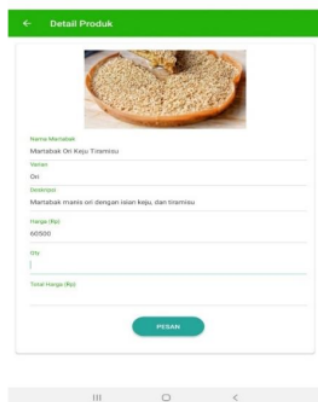 Detail Produk
Nama Martabak
Martabak Ori Keju Tiramisu
Varian
Ori
Deskripsi
Martabak manis ori dengan isian keju, dan tiramisu
Harga (Rp)
60500
Qty
Total Harga (Rp)
PESAN